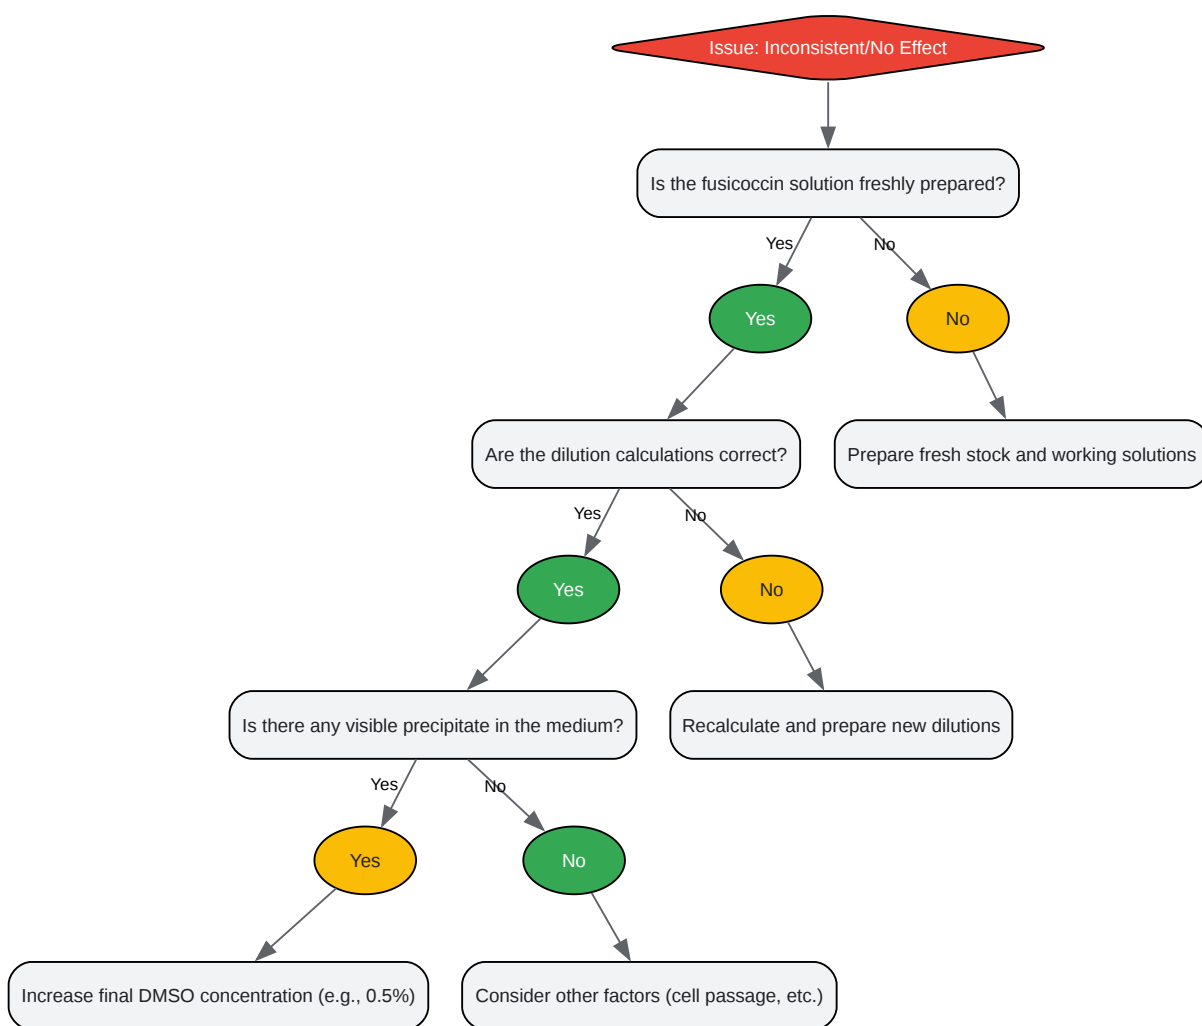 Issue: Inconsistent/No Effect
Is the fusicoccin solution freshly prepared?
Yes
No
Yes
No
Are the dilution calculations correct?
Prepare fresh stock and working solutions
Yes
No
Yes
No
Is there any visible precipitate in the medium?
Recalculate and prepare new dilutions
Yes
No
Yes
No
Increase final DMSO concentration (e.g., 0.5%)
Consider other factors (cell passage, etc.)